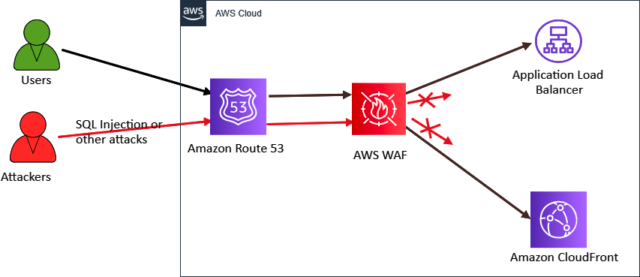 aws
AWS Cloud
Users
SQL Injection or
other attacks
Attackers
53
Amazon Route 53
AWS WAF
Application Load
Balancer
Amazon CloudFront